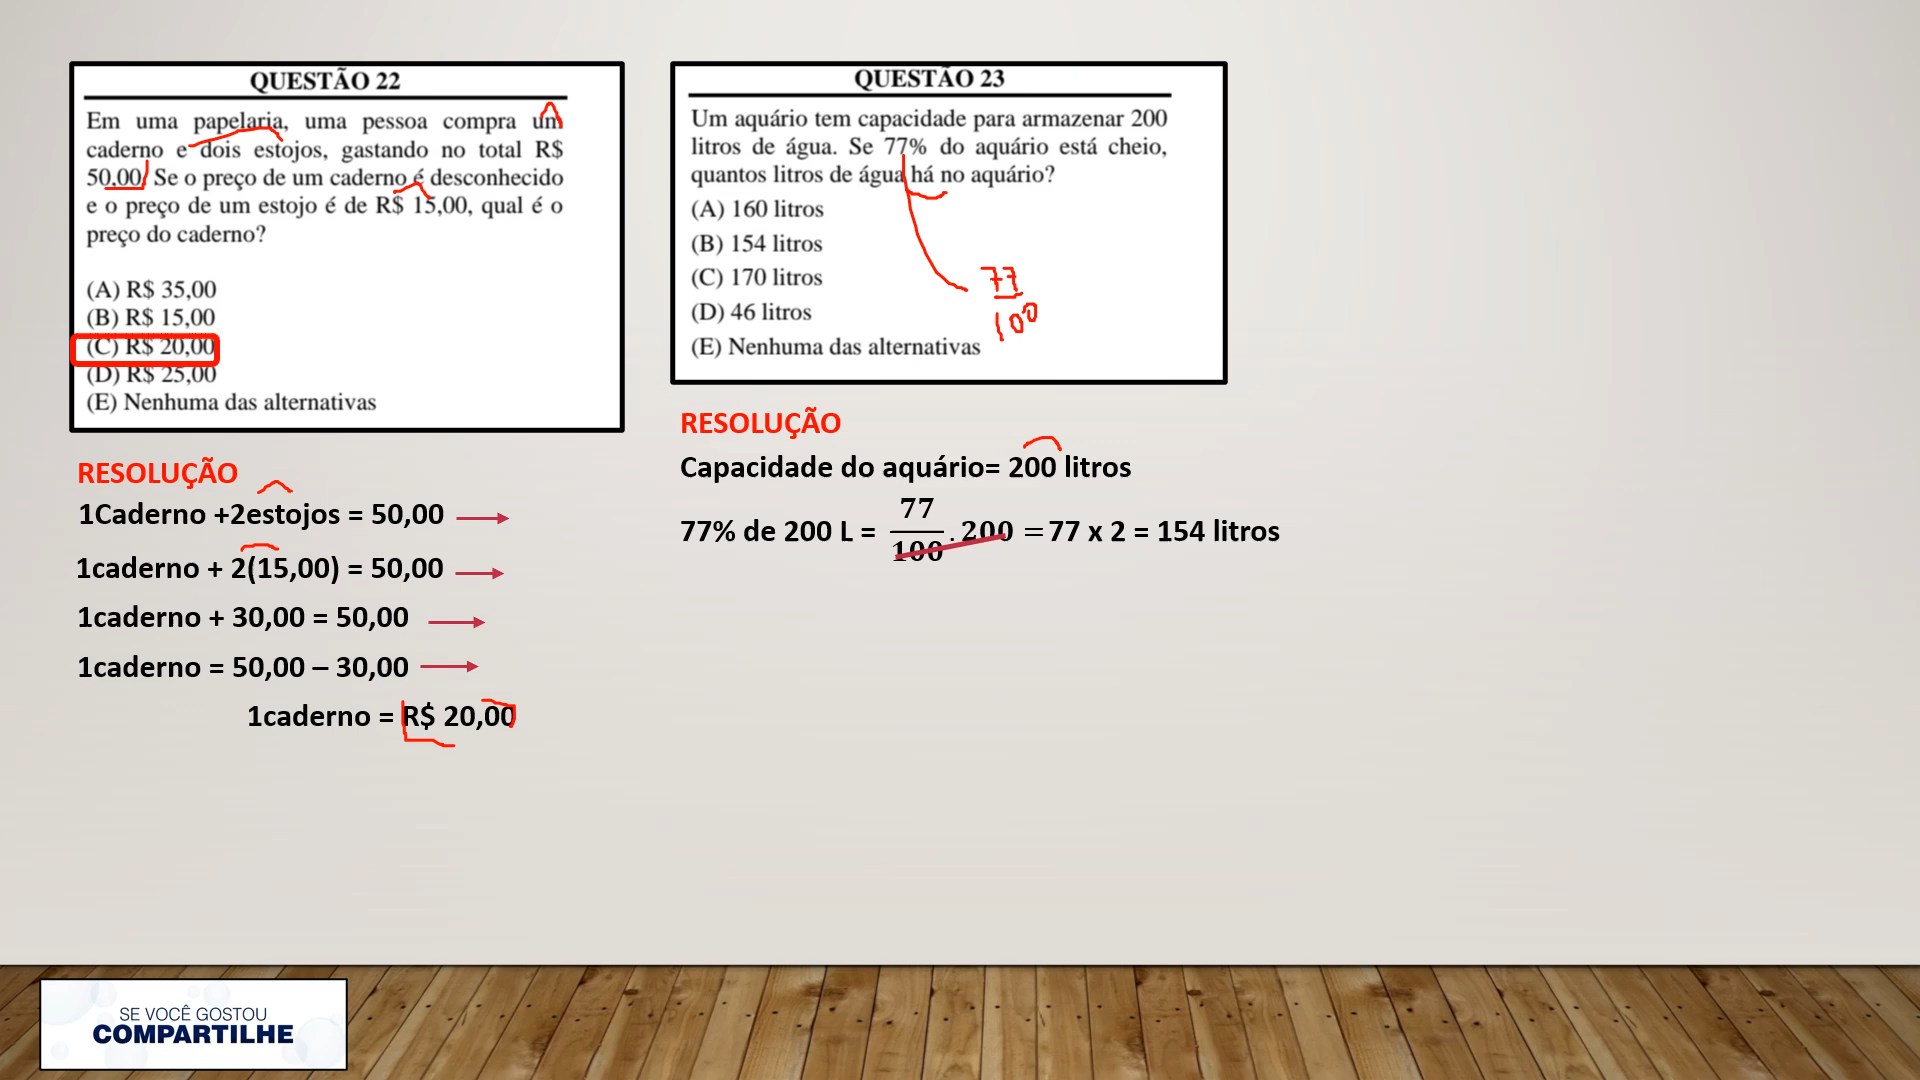 QUESTÃO 22
Em uma papelaria, uma pessoa compra um
caderno e dois estojos, gastando no total R$
50,00. Se o preço de um caderno é desconhecido
e o preço de um estojo é de R$ 15,00, qual é o
preço do caderno?
(A) R$ 35,00
(B) R$ 15,00
(C) R$ 20,00
(D) R$ 25,00
(E) Nenhuma das alternativas
RESOLUÇÃO
1Caderno +2estojos = 50,00
1caderno + 2(15,00) = 50,00
1caderno + 30,00 = 50,00
1caderno = 50,00 – 30,00
1caderno = R$ 20,00
QUESTÃO 23
Um aquário tem capacidade para armazenar 200
litros de água. Se 77% do aquário está cheio,
quantos litros de água há no aquário?
(A) 160 litros
(B) 154 litros
(C) 170 litros
(D) 46 litros
(E) Nenhuma das alternativas
77
100
RESOLUÇÃO
Capacidade do aquário= 200 litros
77% de 200 L = 77/100 . 200 = 77 x 2 = 154 litros
SE VOCÊ GOSTOU
COMPARTILHE